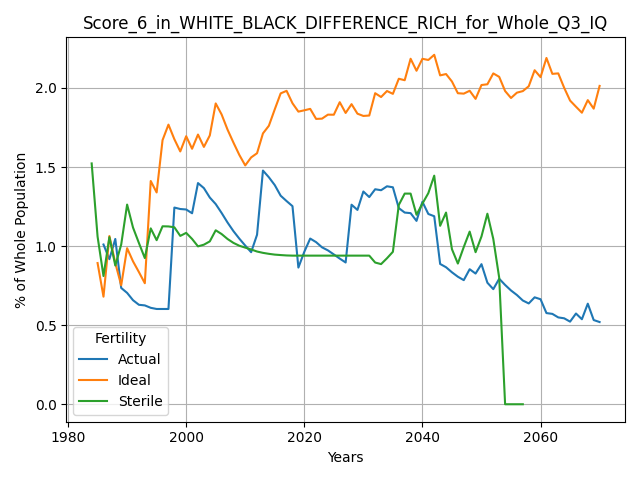 Score_6_in_WHITE_BLACK_DIFFERENCE_RICH_for_Whole_Q3_IQ
% of Whole Population
2.0
1.5
1.0
0.5
0.0
Fertility
Actual
Ideal
Sterile
1980
2000
2020
2040
2060
Years